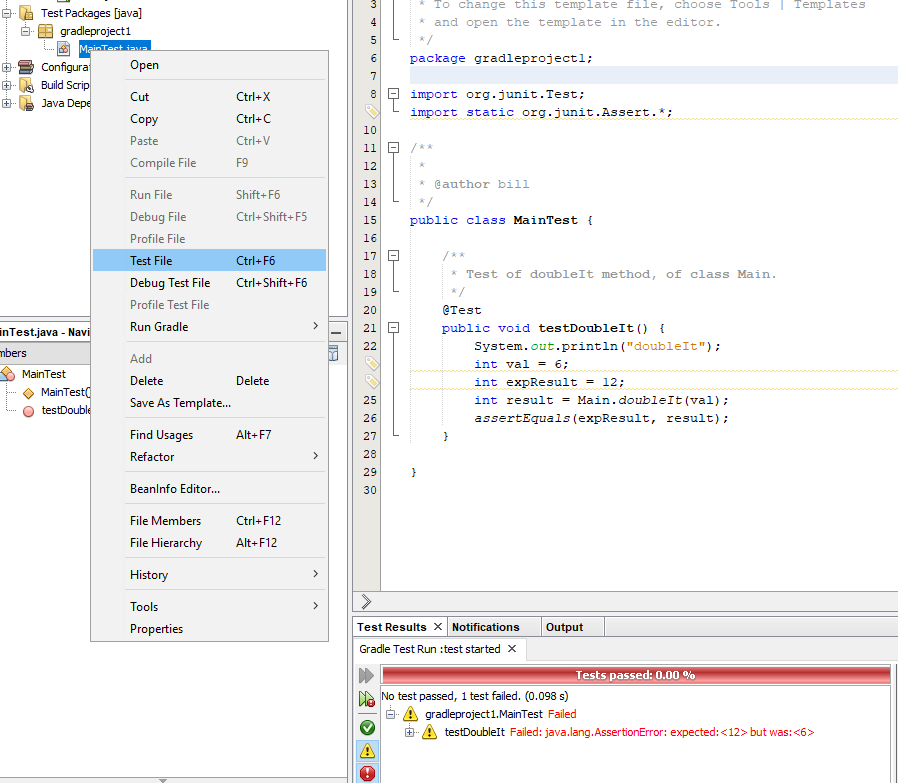 Test Packages [java]
gradleproject1
MainTest.java
Configurat
Build Scrip
Java Depe
Open
Cut Ctrl+X
Copy Ctrl+C
Paste Ctrl+V
Compile File F9
Run File Shift+F6
Debug File Ctrl+Shift+F5
Profile File
Test File Ctrl+F6
Debug Test File Ctrl+Shift+F6
Profile Test File
Run Gradle
Add
Delete Delete
Save As Template...
Find Usages Alt+F7
Refactor
BeanInfo Editor...
File Members Ctrl+F12
File Hierarchy Alt+F12
History
Tools
Properties
inTest.java - Navi
mbers
MainTest
MainTest()
testDouble
3 * To change this template file, choose Tools | Templates
4 * and open the template in the editor.
5 */
6 package gradleproject1;
7
8 import org.junit.Test;
import static org.junit.Assert.*;
10
11 /**
12 *
13 * @author bill
14 */
15 public class MainTest {
16
17 /**
18 * Test of doubleIt method, of class Main.
19 */
20 @Test
21 public void testDoubleIt() {
22 System.out.println("doubleIt");
int val = 6;
int expResult = 12;
25 int result = Main.doubleIt(val);
26 assertEquals(expResult, result);
27 }
28
29 }
30
Test Results Notifications Output
Gradle Test Run :test started
Tests passed: 0.00 %
No test passed, 1 test failed. (0.098 s)
gradleproject1.MainTest Failed
testDoubleIt Failed: java.lang.AssertionError: expected:<12> but was:<6>